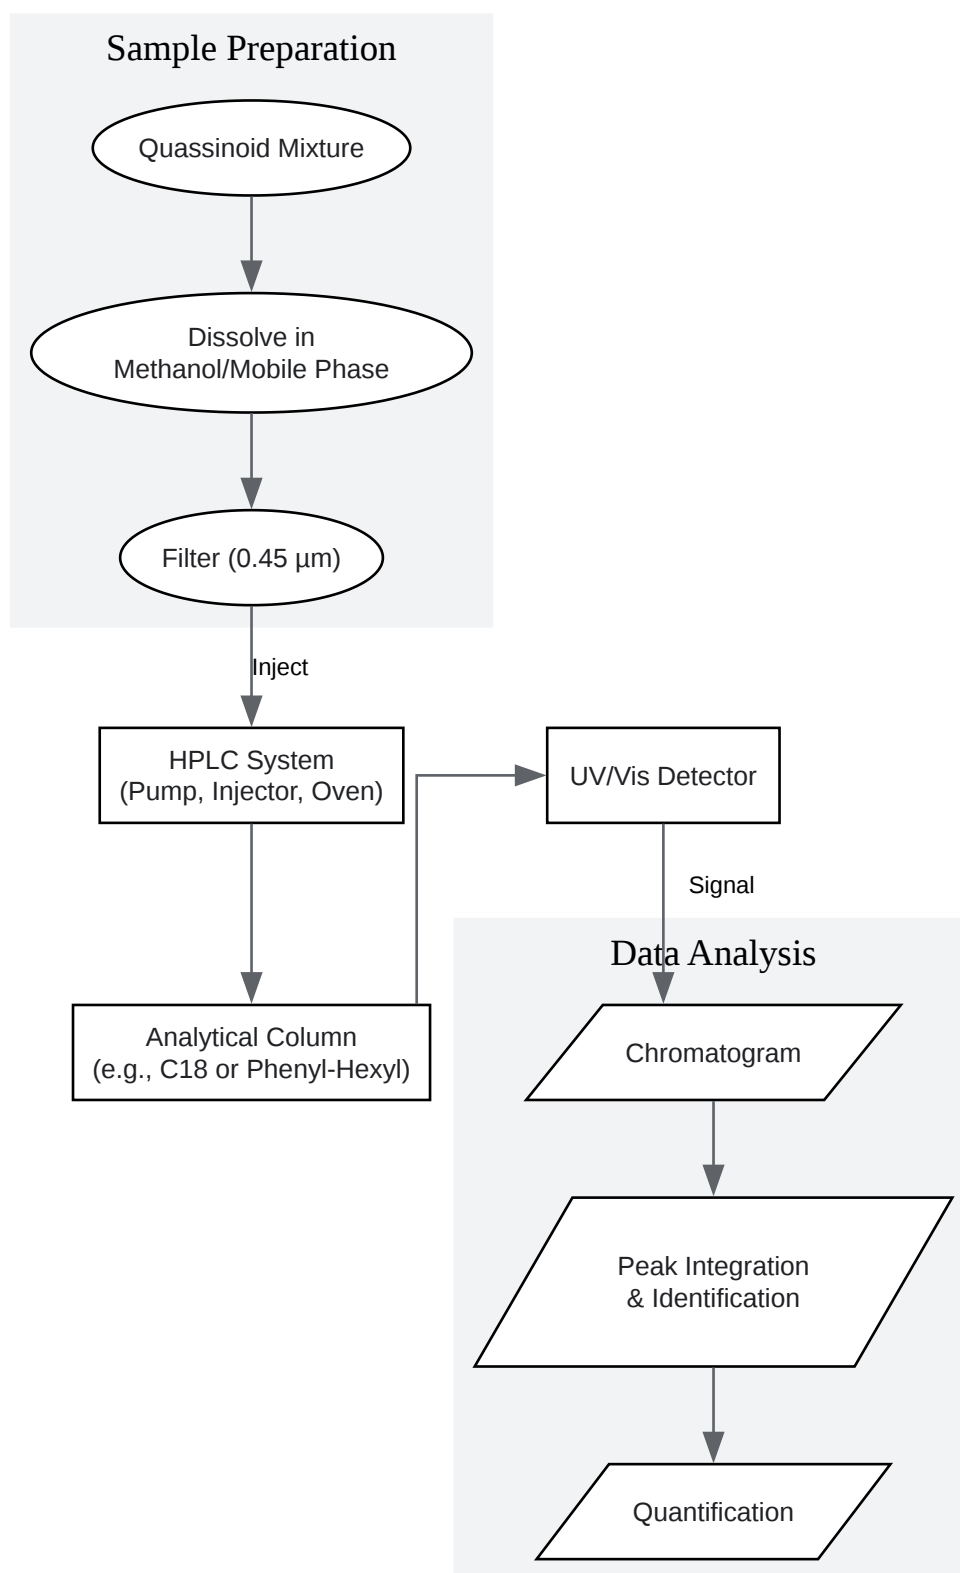 Sample Preparation
Quassinoid Mixture
Dissolve in
Methanol/Mobile Phase
Filter (0.45 µm)
Inject
HPLC System
(Pump, Injector, Oven)
UV/Vis Detector
Signal
Data Analysis
Analytical Column
(e.g., C18 or Phenyl-Hexyl)
Chromatogram
Peak Integration
& Identification
Quantification